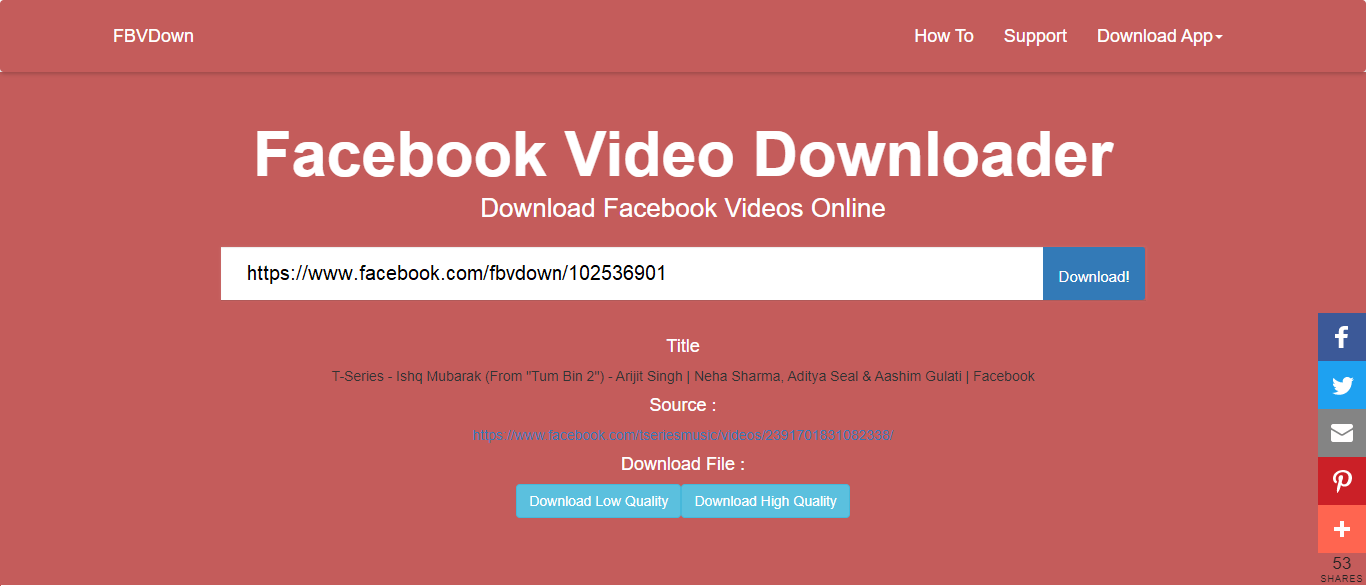 FBVDown How To Support Download App
Facebook Video Downloader
Download Facebook Videos Online
https://www.facebook.com/fbvdown/102536901 Download!
Title
T-Series - Ishq Mubarak (From "Tum Bin 2") - Arijit Singh | Neha Sharma, Aditya Seal & Aashim Gulati | Facebook
Source :
https://www.facebook.com/tseriesmusic/videos/2691701831082338/
Download File :
Download Low Quality Download High Quality
53
SHARES